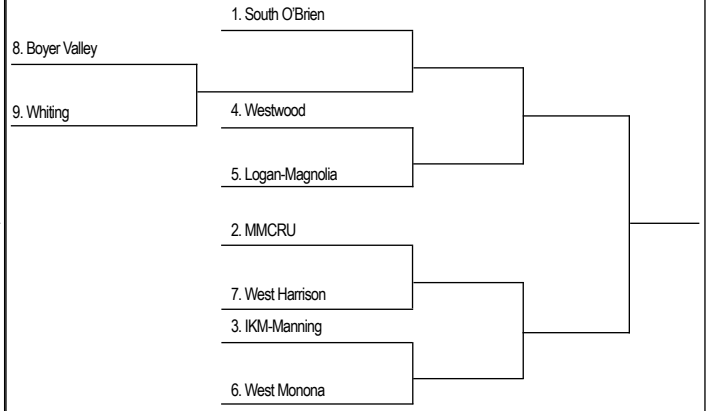 1. South O'Brien
8. Boyer Valley
9. Whiting
4. Westwood
5. Logan-Magnolia
2. MMCRU
7. West Harrison
3. IKM-Manning
6. West Monona